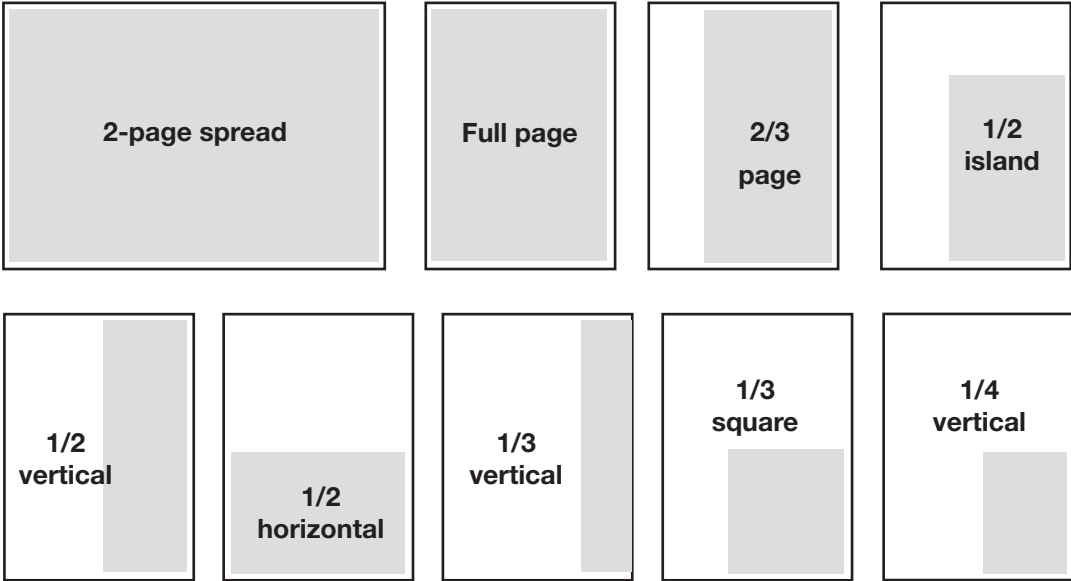 2-page spread
Full page
2/3
page
1/2
island
1/2
vertical
1/2
horizontal
1/3
vertical
1/3
square
1/4
vertical